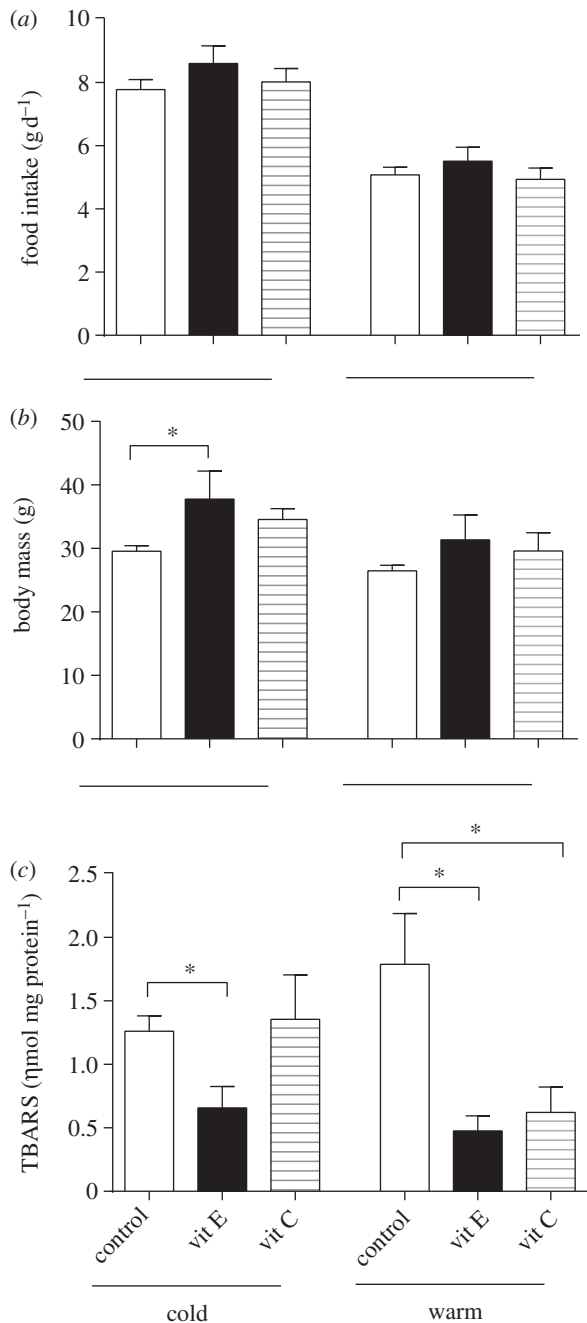 (a)
10
8
6
4
2
0
food intake (g d⁻¹)
(b)
50
40
30
20
10
0
body mass (g)
*
(c)
2.5
2.0
1.5
1.0
0.5
0
TBARS (ηmol mg protein⁻¹)
*
*
*
control vit E vit C control vit E vit C
cold warm